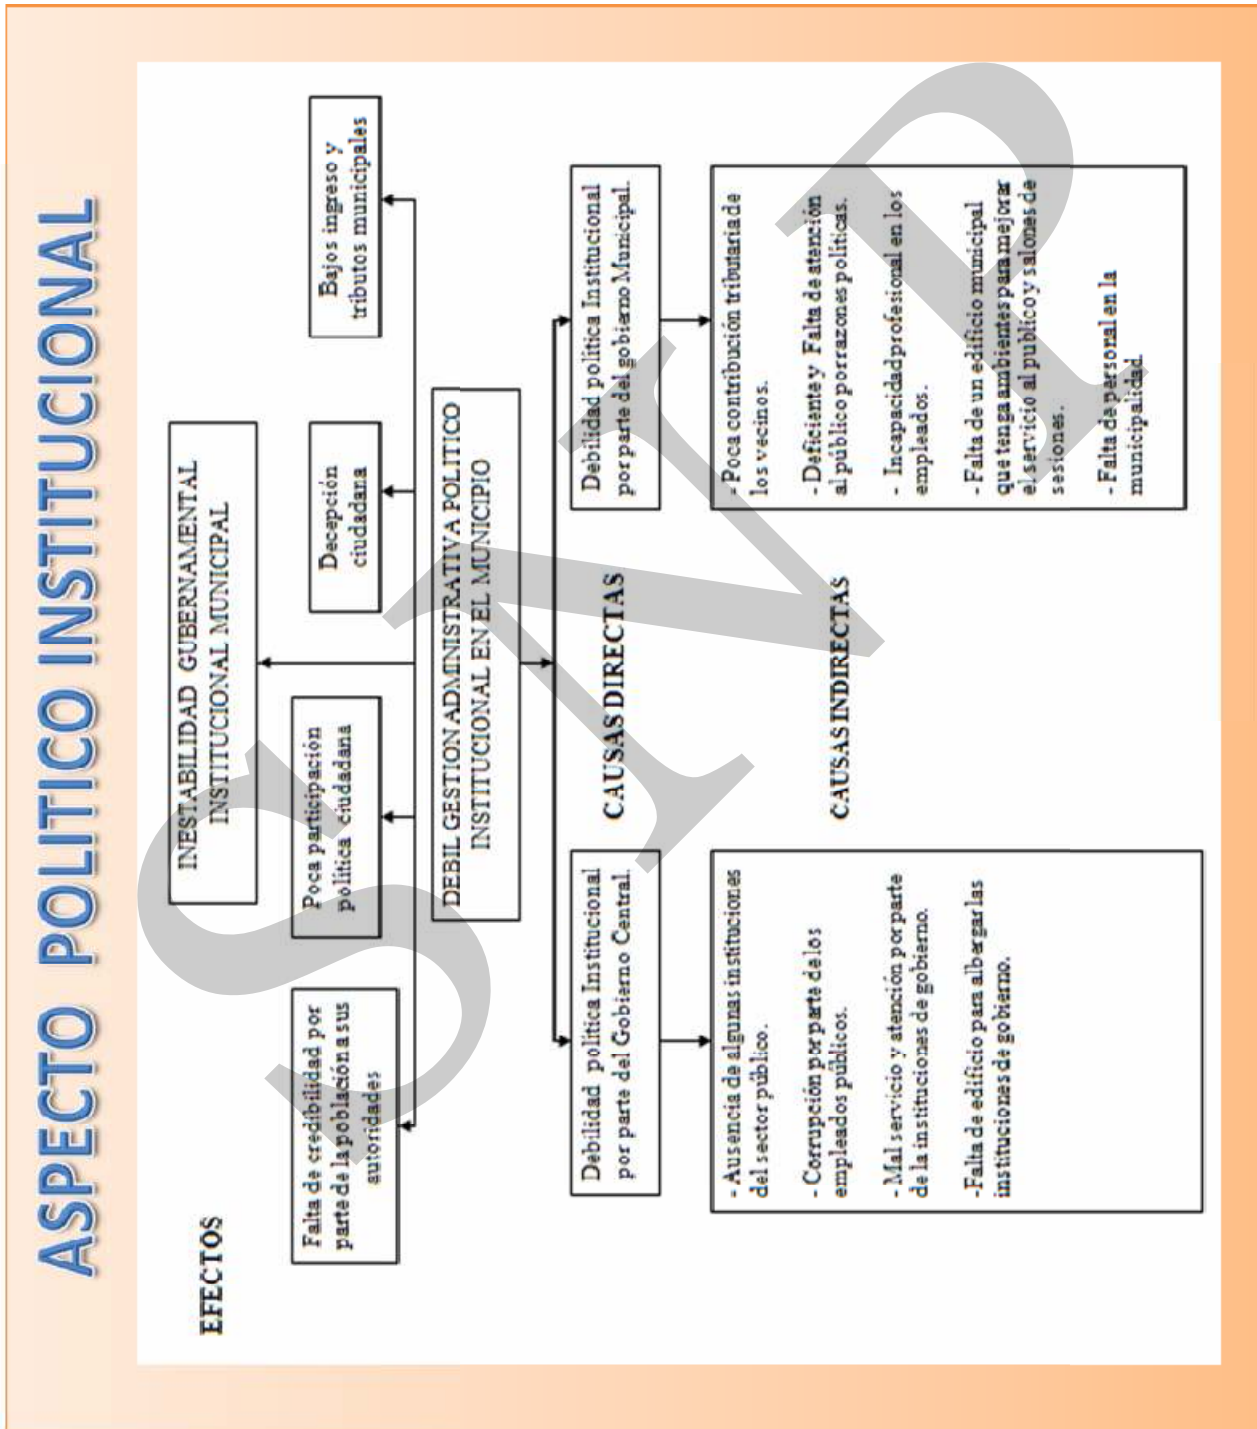 ASPECTO POLITICO INSTITUCIONAL
EFECTOS
INESTABILIDAD GUBERNAMENTAL
INSTITUCIONAL MUNICIPAL
Falta de credibilidad por
parte de la población a sus
autoridades
Poca participación
política ciudadana
Decepción
ciudadana
Bajos ingreso y
tributos municipales
DEBIL GESTION ADMINISTRATIVA POLITICO
INSTITUCIONAL EN EL MUNICIPIO
Debilidad política Institucional
por parte del Gobierno Central.
CAUSAS DIRECTAS
Debilidad política Institucional
por parte del gobierno Municipal.
- Ausencia de algunas instituciones
del sector público.
- Corrupción por parte de los
empleados públicos.
- Mal servicio y atención por parte
de la instituciones de gobierno.
-Falta de edificio para albergar las
instituciones de gobierno.
CAUSAS INDIRECTAS
- Poca contribución tributaria de
los vecinos.
- Deficiente y Falta de atención
al público por razones políticas.
- Incapacidad profesional en los
empleados.
- Falta de un edificio municipal
que tenga ambientes para mejorar
el servicio al publico y salones de
sesiones.
- Falta de personal en la
municipalidad.
SNP